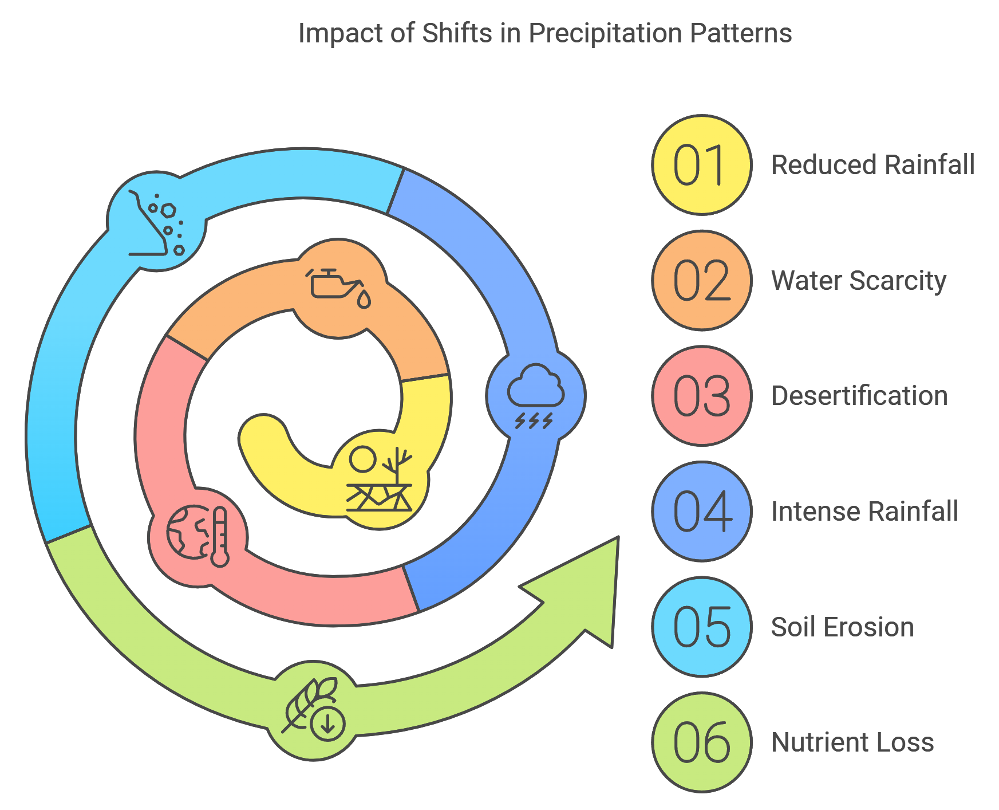 Impact of Shifts in Precipitation Patterns
01 Reduced Rainfall
02 Water Scarcity
03 Desertification
04 Intense Rainfall
05 Soil Erosion
06 Nutrient Loss